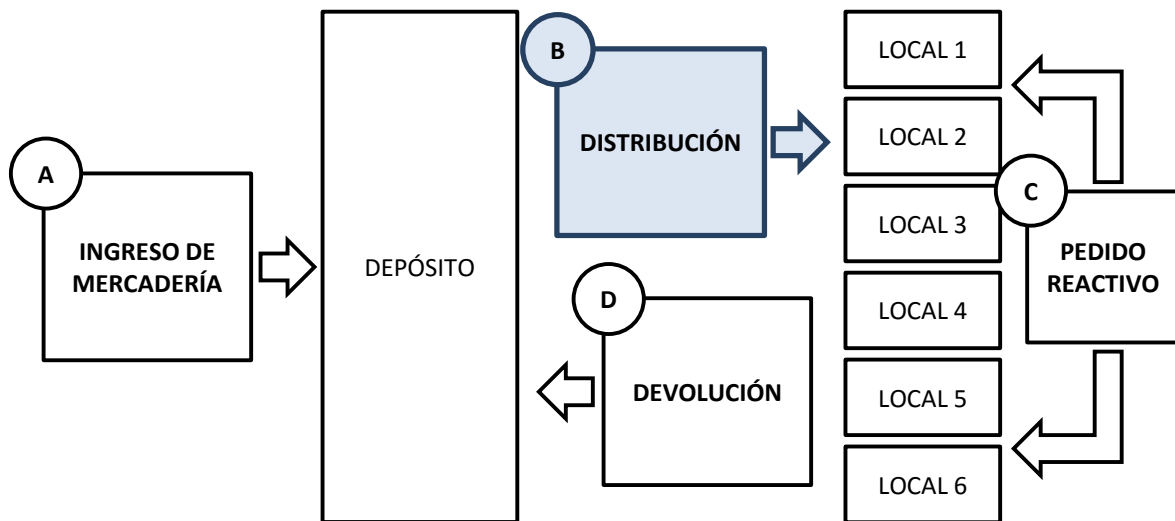 A
INGRESO DE
MERCADERÍA
DEPÓSITO
B
DISTRIBUCIÓN
D
DEVOLUCIÓN
LOCAL 1
LOCAL 2
LOCAL 3
LOCAL 4
LOCAL 5
LOCAL 6
C
PEDIDO
REACTIVO